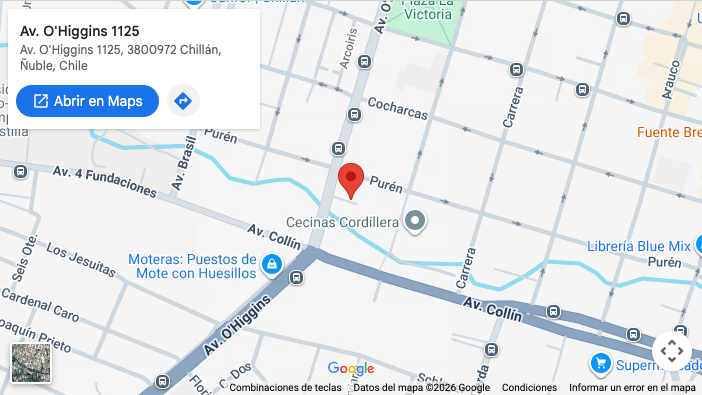 Av. O'Higgins 1125
Av. O'Higgins 1125, 3800972 Chillán,
Ñuble, Chile
Abrir en Maps
Plaza La
Victoria
Arcoiris
Cocharcas
Carrera
Arauco
Fuente
Purén
Av. Brasil
Av. 4 Fundaciones
Purén
Cecinas Cordillera
Av. Collín
Moteras: Puestos de
Mote con Huesillos
Los Jesuitas
Librería Blue Mix
Purén
Carrera
Cardenal Caro
Av. O'Higgins
Av. Collín
Joaquín Prieto
Google
Combinaciones de teclas
Datos del mapa ©2026 Google
Condiciones
Informar un error en el mapa